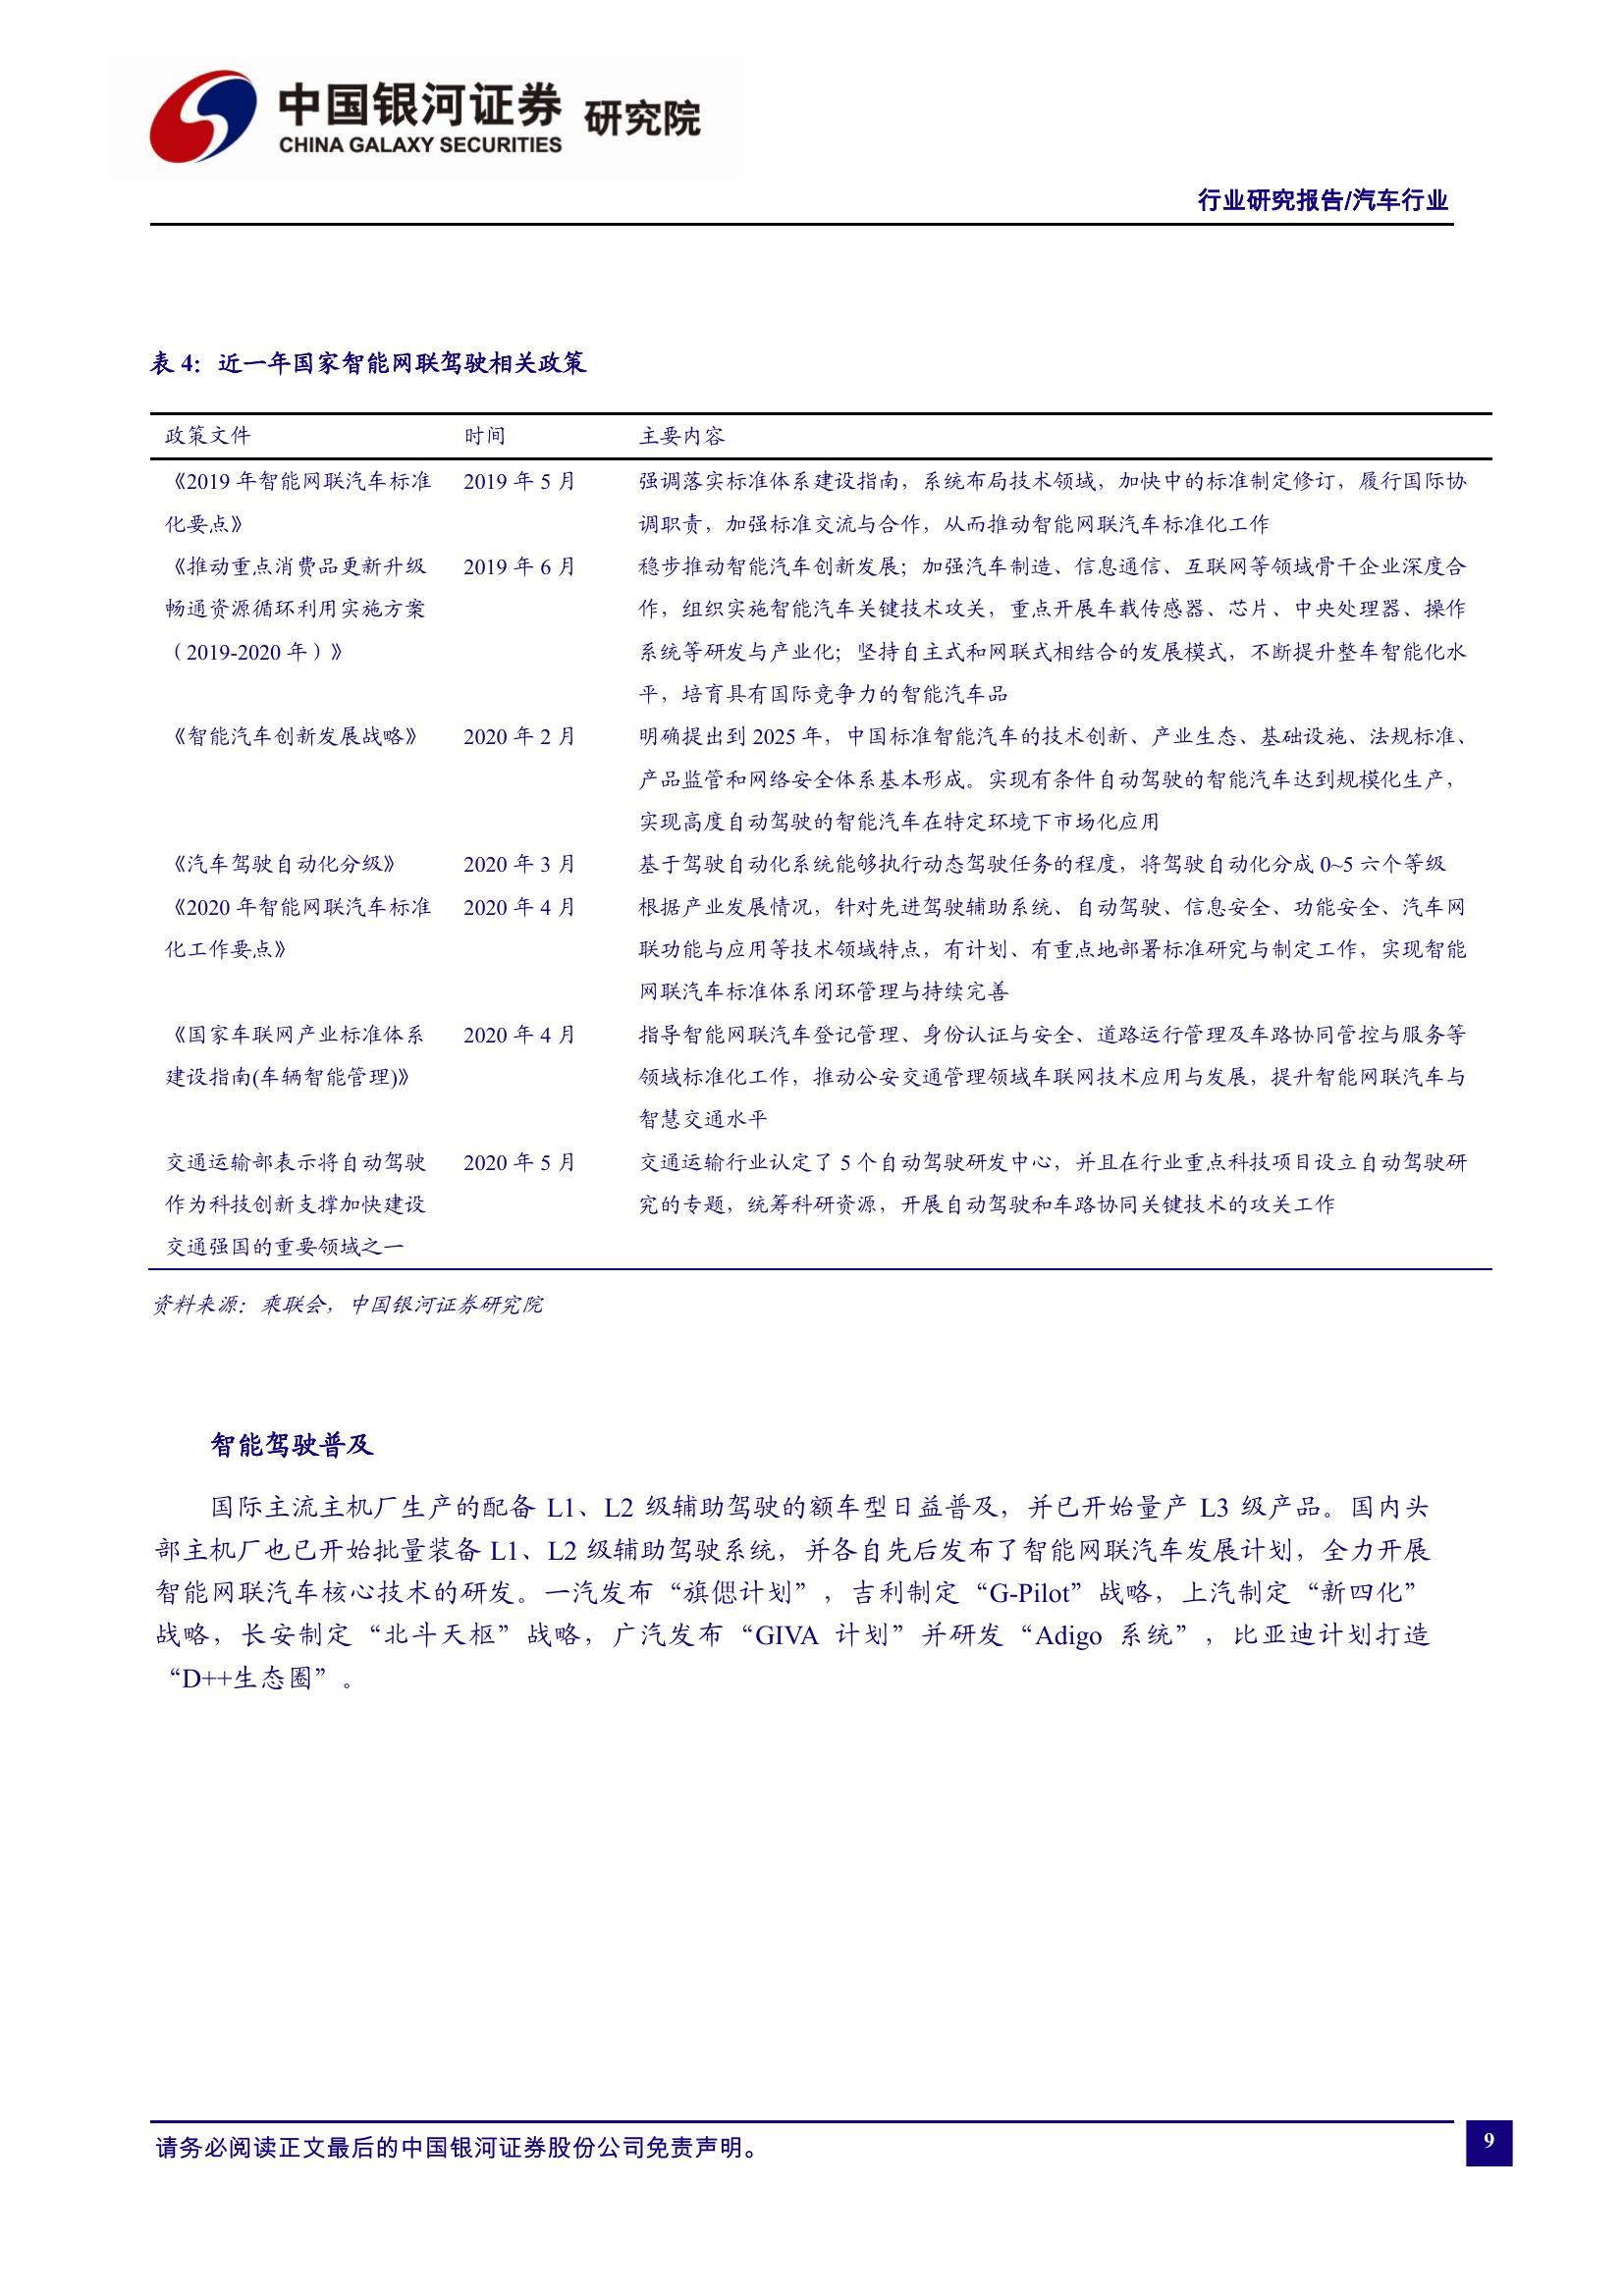 中国银河证券 研究院
CHINA GALAXY SECURITIES
行业研究报告/汽车行业
表 4：近一年国家智能网联驾驶相关政策
政策文件 时间 主要内容
《2019 年智能网联汽车标准 2019 年 5 月 强调落实标准体系建设指南，系统布局技术领域，加快中的标准制定修订，履行国际协
化要点》 调职责，加强标准交流与合作，从而推动智能网联汽车标准化工作
《推动重点消费品更新升级 2019 年 6 月 稳步推动智能汽车创新发展；加强汽车制造、信息通信、互联网等领域骨干企业深度合
畅通资源循环利用实施方案 作，组织实施智能汽车关键技术攻关，重点开展车载传感器、芯片、中央处理器、操作
（2019-2020 年）》 系统等研发与产业化；坚持自主式和网联式相结合的发展模式，不断提升整车智能化水
平，培育具有国际竞争力的智能汽车品
《智能汽车创新发展战略》 2020 年 2 月 明确提出到 2025 年，中国标准智能汽车的技术创新、产业生态、基础设施、法规标准、
产品监管和网络安全体系基本形成。实现有条件自动驾驶的智能汽车达到规模化生产，
实现高度自动驾驶的智能汽车在特定环境下市场化应用
《汽车驾驶自动化分级》 2020 年 3 月 基于驾驶自动化系统能够执行动态驾驶任务的程度，将驾驶自动化分成 0~5 六个等级
《2020 年智能网联汽车标准 2020 年 4 月 根据产业发展情况，针对先进驾驶辅助系统、自动驾驶、信息安全、功能安全、汽车网
化工作要点》 联功能与应用等技术领域特点，有计划、有重点地部署标准研究与制定工作，实现智能
网联汽车标准体系闭环管理与持续完善
《国家车联网产业标准体系 2020 年 4 月 指导智能网联汽车登记管理、身份认证与安全、道路运行管理及车路协同管控与服务等
建设指南(车辆智能管理)》 领域标准化工作，推动公安交通管理领域车联网技术应用与发展，提升智能网联汽车与
智慧交通水平
交通运输部表示将自动驾驶 2020 年 5 月 交通运输行业认定了 5 个自动驾驶研发中心，并且在行业重点科技项目设立自动驾驶研
作为科技创新支撑加快建设 究的专题，统筹科研资源，开展自动驾驶和车路协同关键技术的攻关工作
交通强国的重要领域之一
资料来源：乘联会，中国银河证券研究院
智能驾驶普及
国际主流主机厂生产的配备 L1、L2 级辅助驾驶的额车型日益普及，并已开始量产 L3 级产品。国内头
部主机厂也已开始批量装备 L1、L2 级辅助驾驶系统，并各自先后发布了智能网联汽车发展计划，全力开展
智能网联汽车核心技术的研发。一汽发布“旗偲计划”，吉利制定“G-Pilot”战略，上汽制定“新四化”
战略，长安制定“北斗天枢”战略，广汽发布“GIVA 计划”并研发“Adigo 系统”，比亚迪计划打造
“D++生态圈”。
请务必阅读正文最后的中国银河证券股份公司免责声明。
9